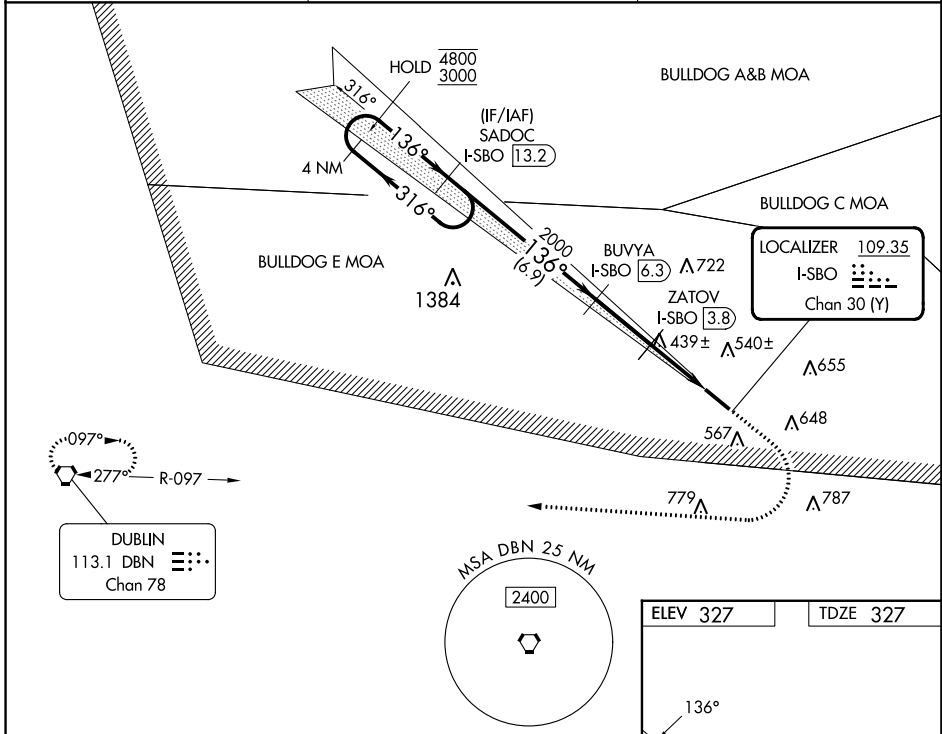 HOLD 4800
3000
BULLDOG A&B MOA
316°
(IF/IAF)
SADOC
I-SBO 13.2
136°
4 NM
316°
BULLDOG C MOA
2000
136°
(6.9)
BULLDOG E MOA
1384
BUVYA
I-SBO 6.3
722
LOCALIZER 109.35
I-SBO
Chan 30 (Y)
ZATOV
I-SBO 3.8
439±
540±
655
648
567
097°
277°
R-097
779
787
DUBLIN
113.1 DBN
Chan 78
MSA DBN 25 NM
2400
ELEV 327
TDZE 327
136°